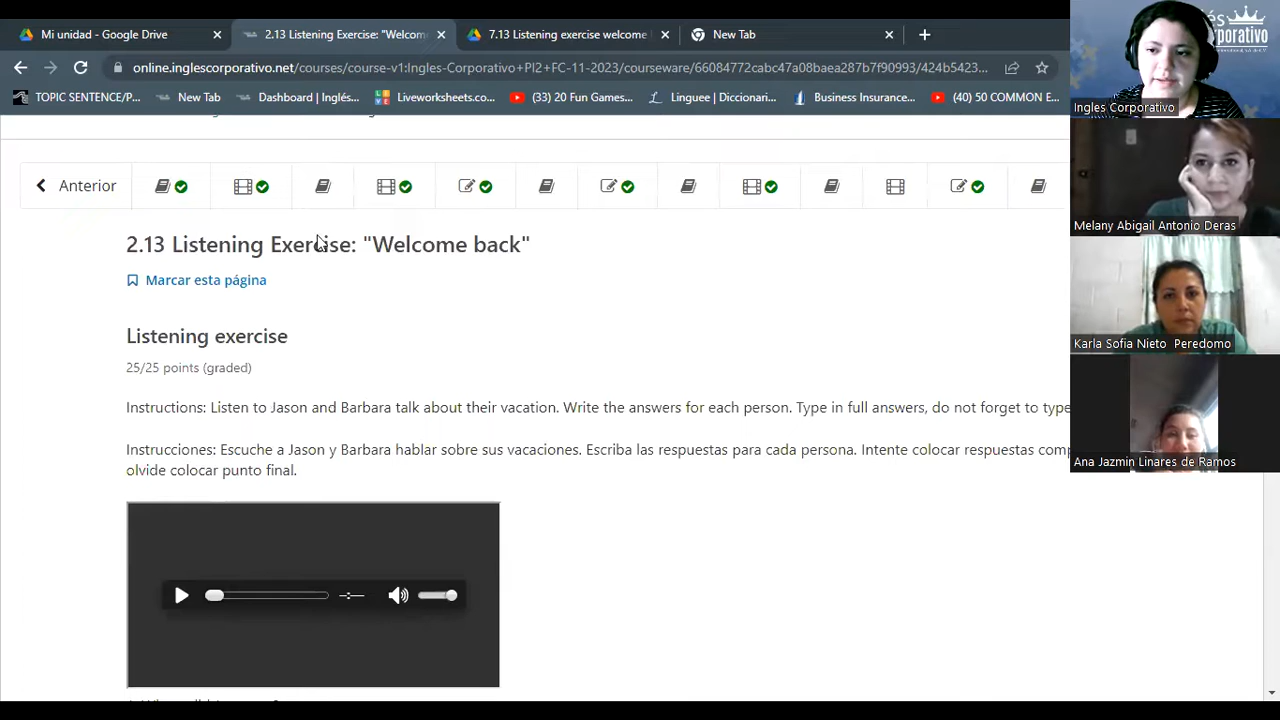 Mi unidad - Google Drive
2.13 Listening Exercise: "Welcom
7.13 Listening exercise welcome
New Tab
online.inglescorporativo.net/courses/course-v1:Ingles-Corporativo+PI2+EC-11-2023/courseware/66084772cabc47a89aea287b7f90993/424b5423...
TOPIC SENTENCE/P...
New Tab
Dashboard | Inglés...
Liveworksheets.co...
(33) 20 Fun Games...
Linguee | Diccionari...
Business Insurance...
(40) 50 COMMON E...
Anterior
2.13 Listening Exercise: "Welcome back"
Marcar esta página
Listening exercise
25/25 points (graded)
Instructions: Listen to Jason and Barbara talk about their vacation. Write the answers for each person. Type in full answers, do not forget to type
Instrucciones: Escuche a Jason y Barbara hablar sobre sus vacaciones. Escriba las respuestas para cada persona. Intente colocar respuestas comp
olvide colocar punto final.
Ingles Corporativo
Melany Abigail Antonio Deras
Karla Sofia Nieto Peredomo
Ana Jazmin Linares de Ramos